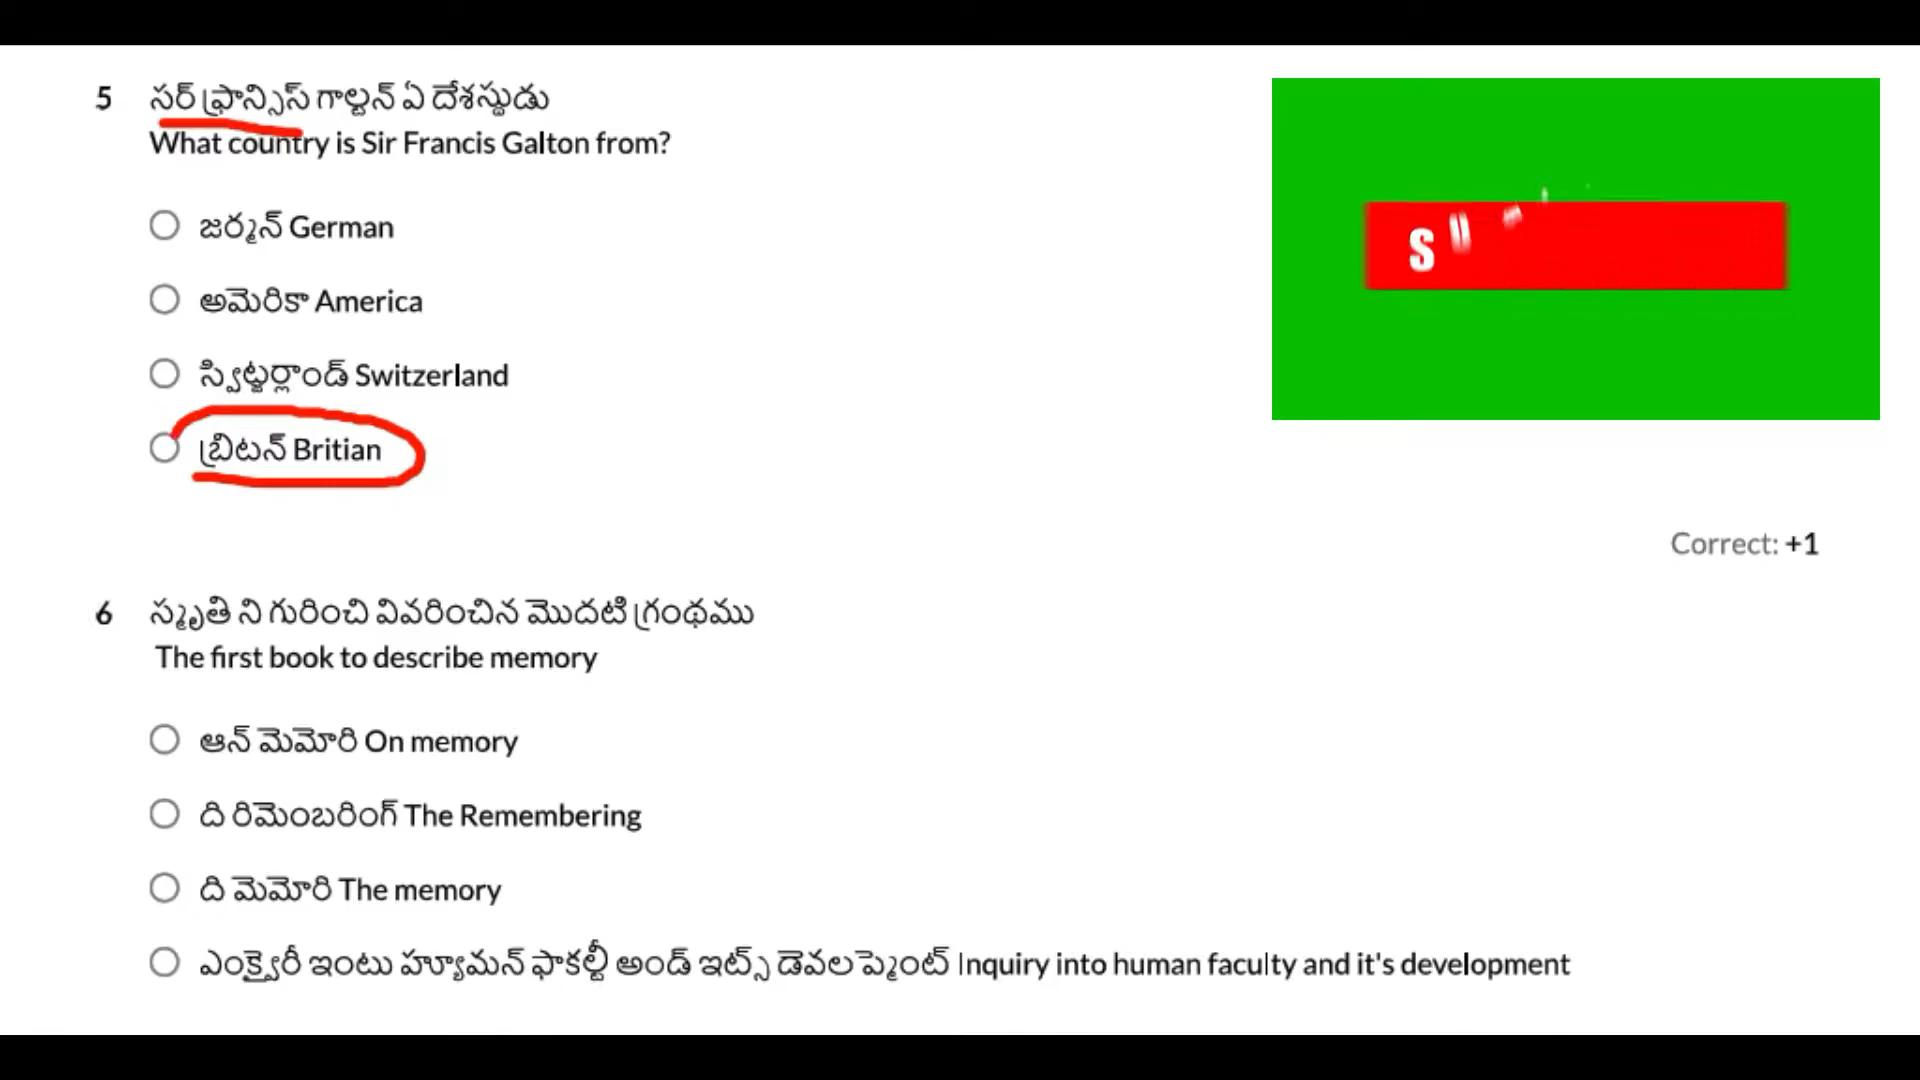 5 సర్ ఫ్రాన్సిస్ గాల్టన్ ఏ దేశస్థుడు
What country is Sir Francis Galton from?
జర్మన్ German
అమెరికా America
స్విట్జర్లాండ్ Switzerland
బ్రిటన్ Britian
Correct: +1
6 స్మృతి ని గురించి వివరించిన మొదటి గ్రంథము
The first book to describe memory
ఆన్ మెమోరి On memory
ది రిమెంబరింగ్ The Remembering
ది మెమోరి The memory
ఎంక్వైరీ ఇంటు హ్యూమన్ ఫాకల్టీ అండ్ ఇట్స్ డెవలప్మెంట్ Inquiry into human faculty and it's development